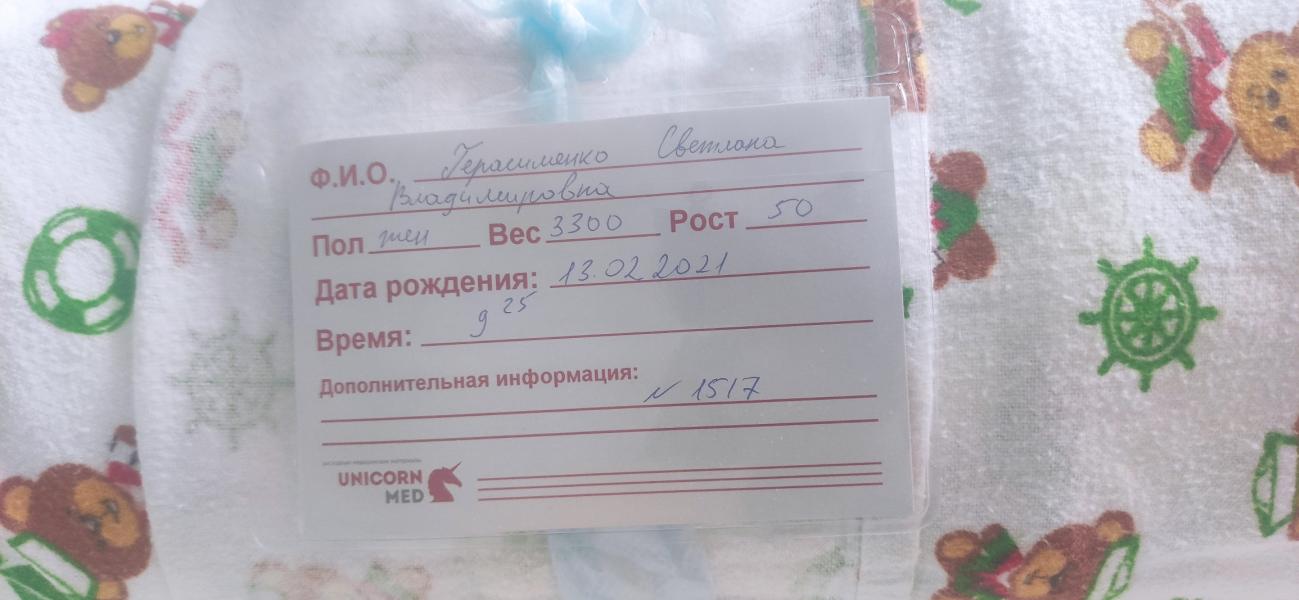 Ф.И.О. Герасименко Светлана
Владимировна
Пол жен Вес 3300 Рост 50
Дата рождения: 13.02.2021
Время: 9 25
Дополнительная информация:
№ 1517
UNICORN
MED